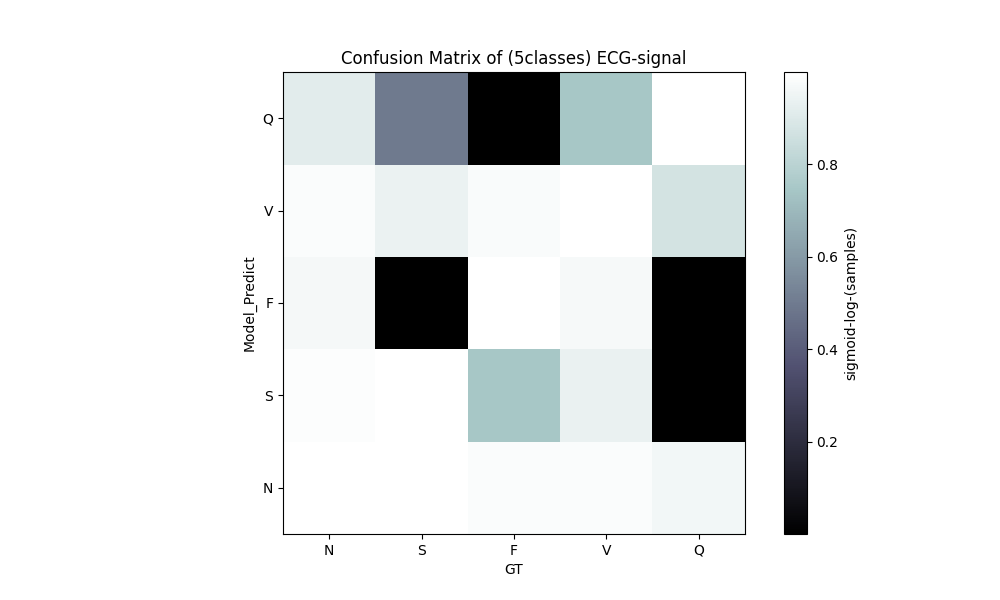 Confusion Matrix of (5classes) ECG-signal
Q
V
F
S
N
Model_Predict
N S F V Q
GT
0.8
0.6
0.4
0.2
sigmoid-log-(samples)